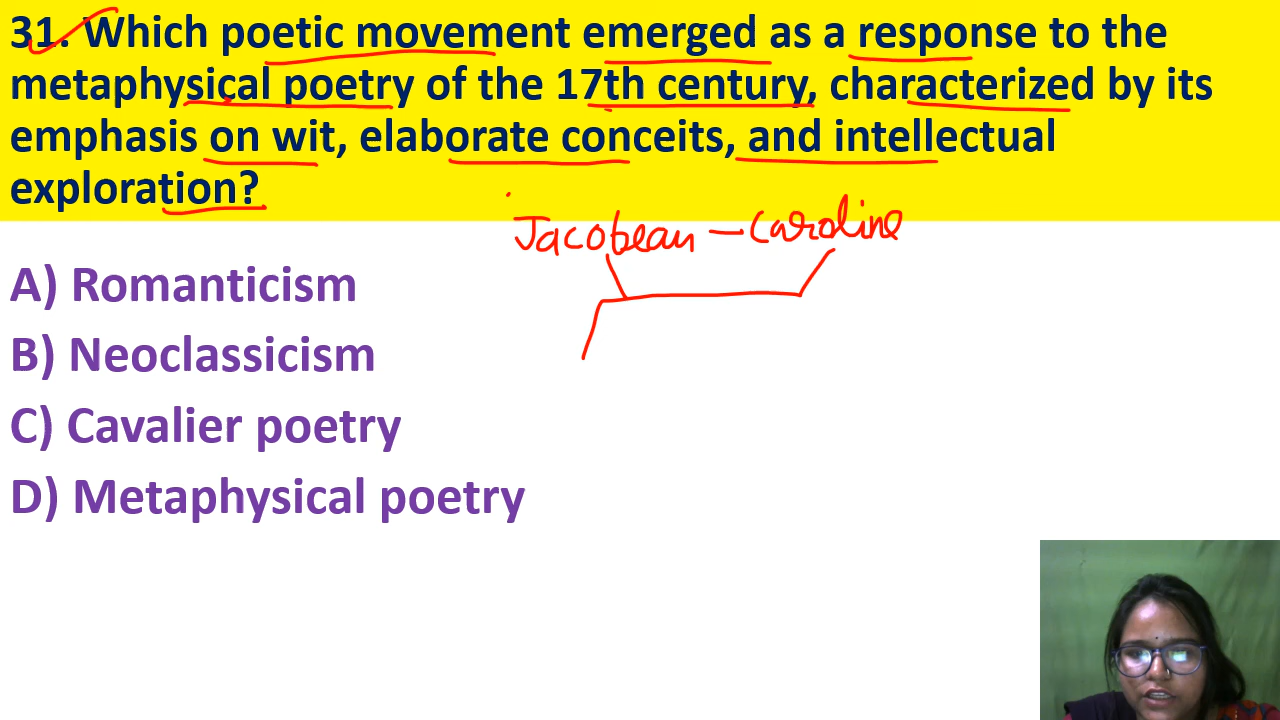 31. Which poetic movement emerged as a response to the
metaphysical poetry of the 17th century, characterized by its
emphasis on wit, elaborate conceits, and intellectual
exploration?
Jacobean - Caroline
A) Romanticism
B) Neoclassicism
C) Cavalier poetry
D) Metaphysical poetry